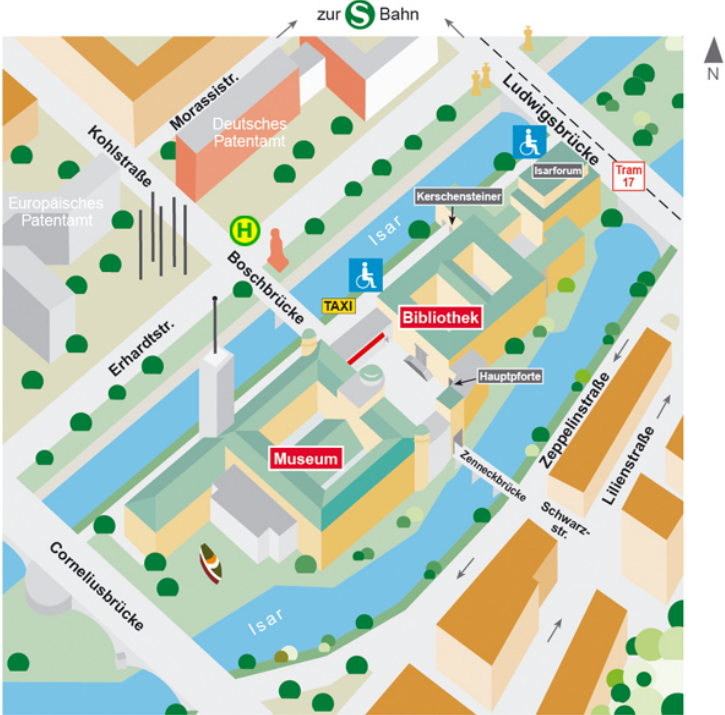 zur S Bahn
N
Ludwigsbrücke
Morassistr.
Deutsches
Patentamt
Kohlstraße
Isarforum
Tram
17
Kerschensteiner
Europäisches
Patentamt
H
Isar
Boschbrücke
TAXI
Bibliothek
Erhardtstr.
Hauptpforte
Zeppelinstraße
Lilienstraße
Museum
Zenneckbrücke
Schwarz-
str.
Corneliusbrücke
Isar